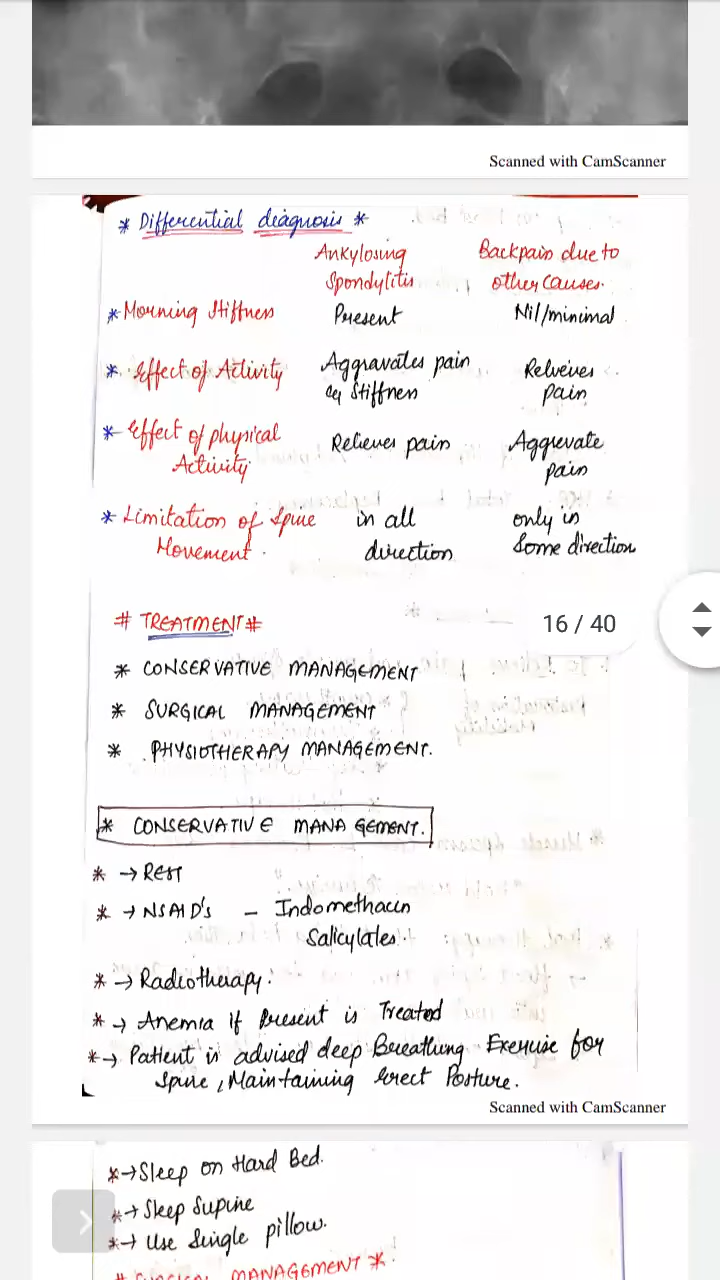 Scanned with CamScanner
* Differential diagnosis *
Ankylosing Spondylitis
Backpain due to other causes.
* Morning Stiffness Present Nil/minimal
* Effect of Activity Aggravates pain Releives
Stiffness pain
* Effect of physical Relieves pain Aggrevate
Activity pain
* Limitation of Spine in all only in
Movement. direction Some direction
# TREATMENT #
16 / 40
* CONSERVATIVE MANAGEMENT
* SURGICAL MANAGEMENT
* PHYSIOTHERAPY MANAGEMENT.
* CONSERVATIVE MANAGEMENT.
* → REST
* → NSAID's – Indomethacin
Salicylates.
* → Radiotherapy.
* → Anemia if Present is Treated
* → Patient is advised deep Breathing Exercise for
Spine, Maintaining Erect Posture.
Scanned with CamScanner
* → Sleep on Hard Bed.
* → Sleep Supine
* → Use Single pillow.
# SURGICAL MANAGEMENT *